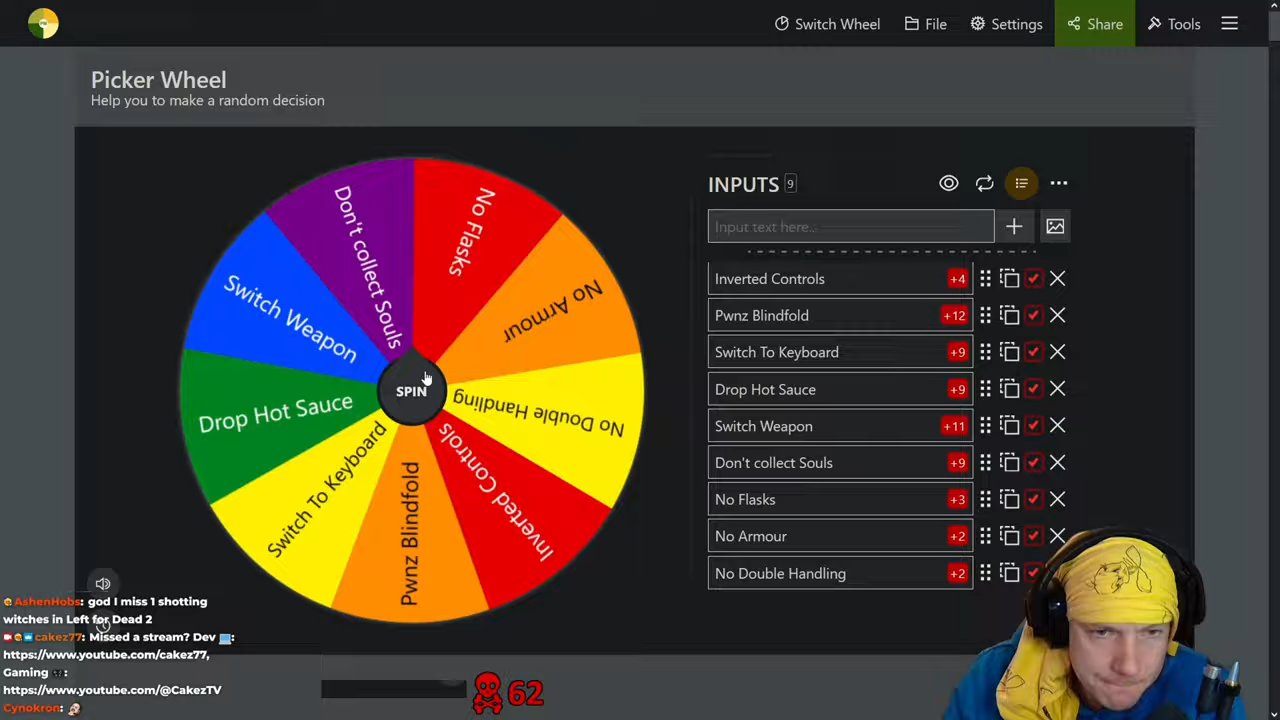 Switch Wheel
File
Settings
Share
Tools
Picker Wheel
Help you to make a random decision
No Flasks
No Armour
No Double Handling
Inverted Controls
Pwnz Blindfold
Switch To Keyboard
Drop Hot Sauce
Switch Weapon
Don't collect Souls
SPIN
INPUTS 9
Input text here...
Inverted Controls +4
Pwnz Blindfold +12
Switch To Keyboard +9
Drop Hot Sauce +9
Switch Weapon +11
Don't collect Souls +9
No Flasks +3
No Armour +2
No Double Handling +2
AshenHobs: god I miss 1 shotting
witches in Left for Dead 2
cakez77: Missed a stream? Dev :
https://www.youtube.com/cakez77,
Gaming :
https://www.youtube.com/@CakezTV
Cynokron:
62